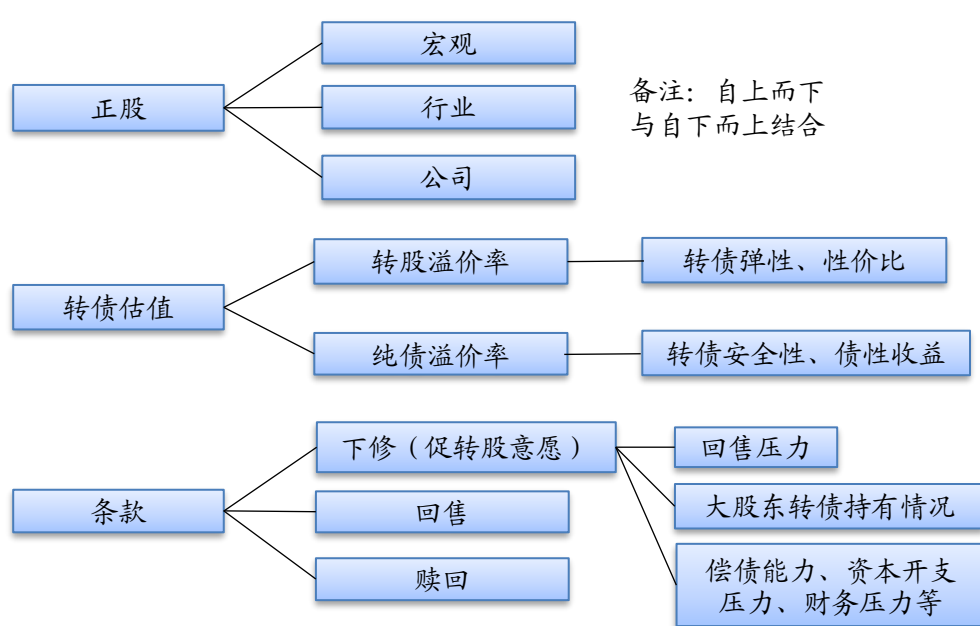 宏观
正股
行业
公司
备注：自上而下
与自下而上结合
转股溢价率
转债弹性、性价比
转债估值
纯债溢价率
转债安全性、债性收益
下修（促转股意愿）
回售压力
条款
回售
大股东转债持有情况
赎回
偿债能力、资本开支
压力、财务压力等